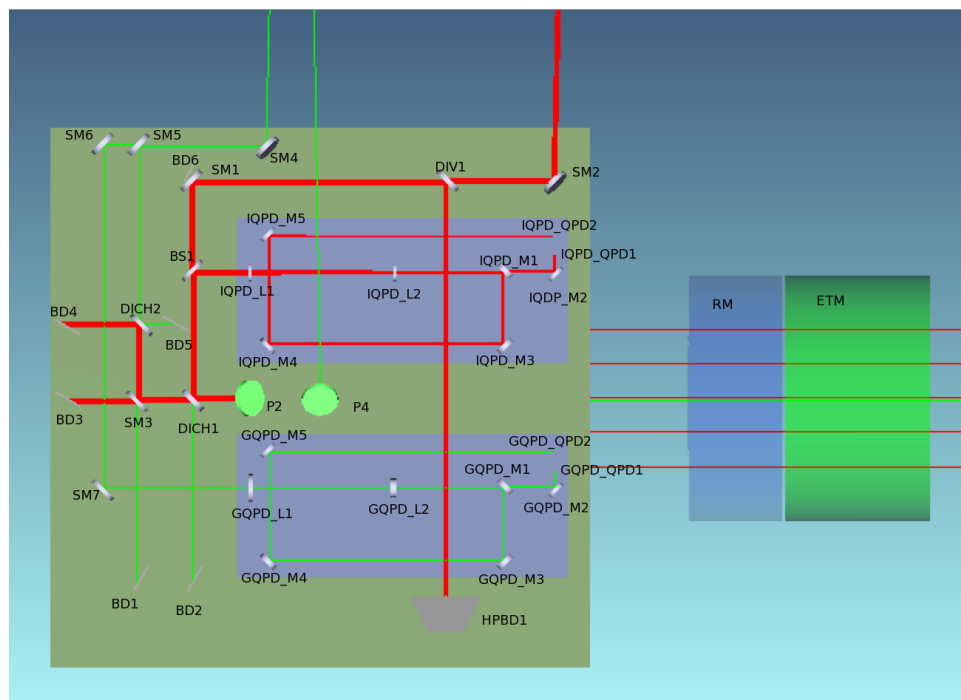 SM6
SM5
SM4
BD6
SM1
DIV1
SM2
IQPD_M5
IQPD_QPD2
IQPD_QPD1
BS1
IQPD_L1
IQPD_L2
IQPD_M1
IQDP_M2
RM
ETM
BD4
DICH2
BD5
IQPD_M4
IQPD_M3
BD3
SM3
DICH1
P2
P4
GQPD_M5
GQPD_QPD2
GQPD_M1
GQPD_QPD1
SM7
GQPD_L1
GQPD_L2
GQPD_M2
GQPD_M4
GQPD_M3
BD1
BD2
HPBD1